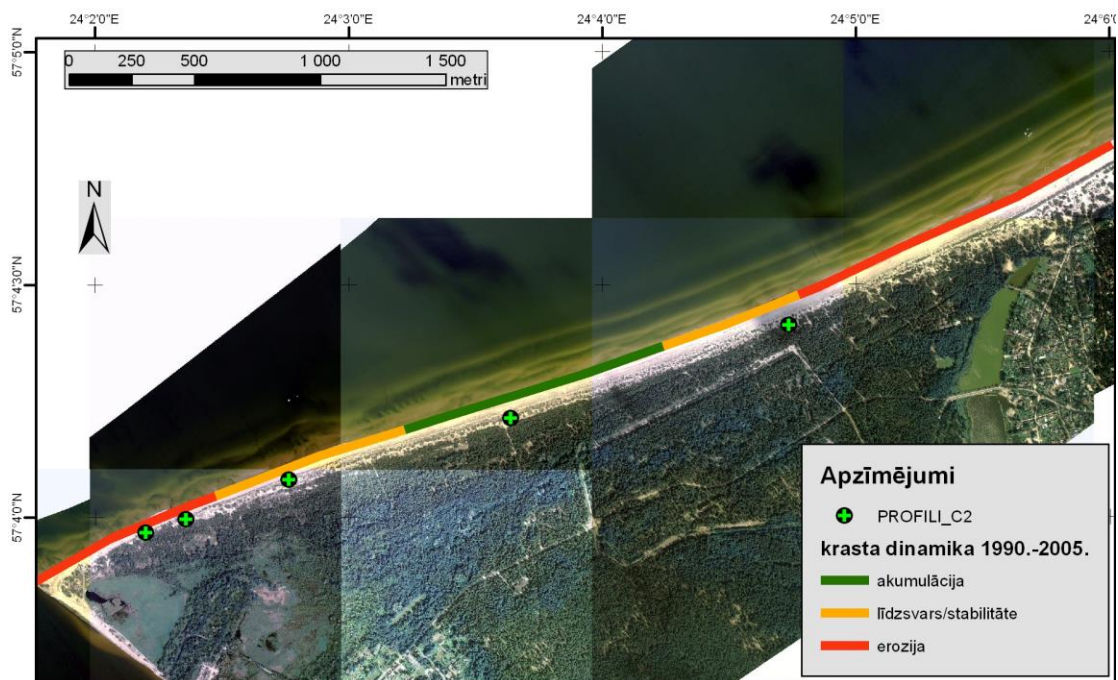 24°2'0"E 24°3'0"E 24°4'0"E 24°5'0"E 24°6'0"
57°5'0"N
0 250 500 1 000 1 500
metri
N
57°4'30"N
57°4'0"N
Apzīmējumi
PROFILI_C2
krasta dinamika 1990.-2005.
akumulācija
līdzsvars/stabilitāte
erozija